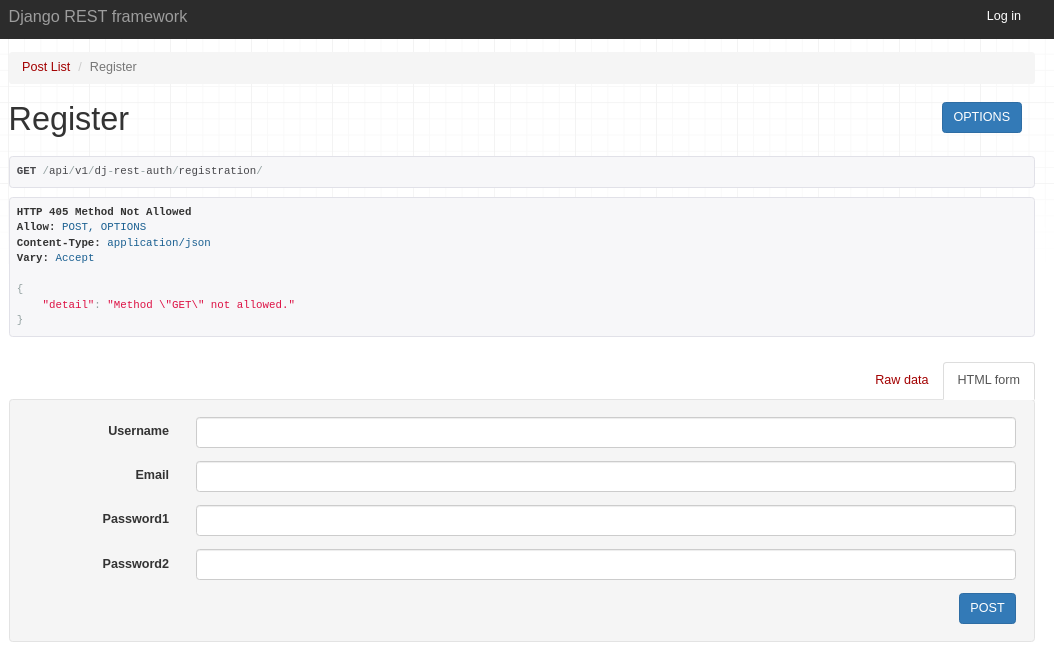 Django REST framework Log in
Post List / Register
Register OPTIONS
GET /api/v1/dj-rest-auth/registration/
HTTP 405 Method Not Allowed
Allow: POST, OPTIONS
Content-Type: application/json
Vary: Accept
{
"detail": "Method \"GET\" not allowed."
}
Raw data HTML form
Username
Email
Password1
Password2
POST